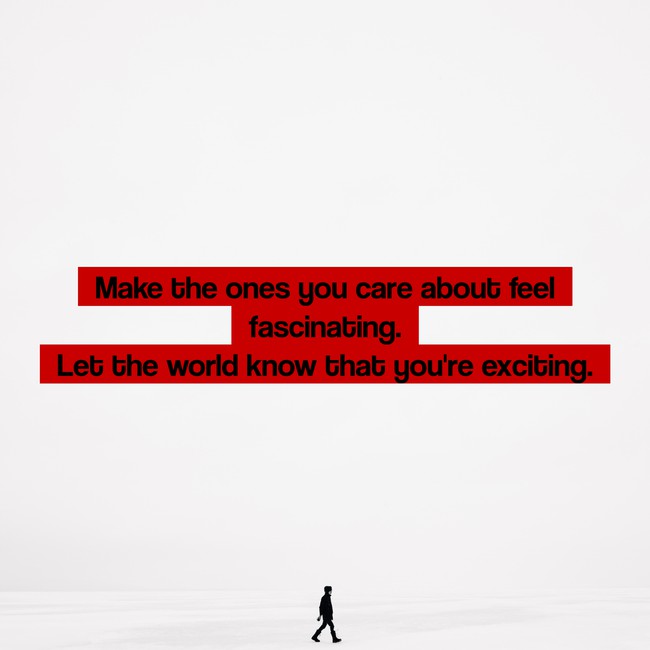 Make the ones you care about feel
fascinating.
Let the world know that you're exciting.